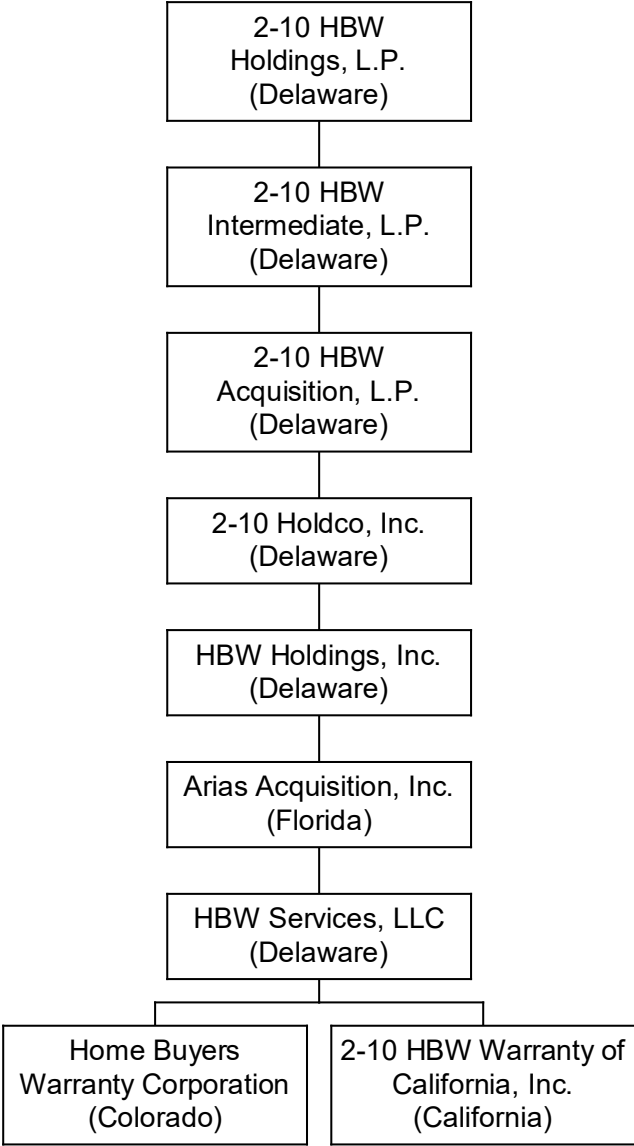 2-10 HBW
Holdings, L.P.
(Delaware)
2-10 HBW
Intermediate, L.P.
(Delaware)
2-10 HBW
Acquisition, L.P.
(Delaware)
2-10 Holdco, Inc.
(Delaware)
HBW Holdings, Inc.
(Delaware)
Arias Acquisition, Inc.
(Florida)
HBW Services, LLC
(Delaware)
Home Buyers
Warranty Corporation
(Colorado)
2-10 HBW Warranty of
California, Inc.
(California)